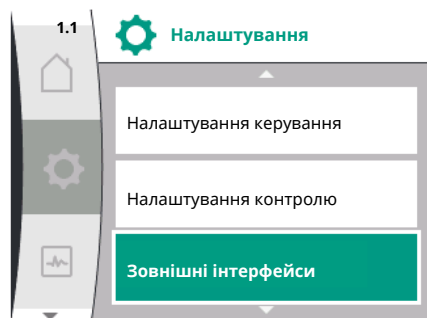 1.1
Налаштування
Налаштування керування
Налаштування контролю
Зовнішні інтерфейси